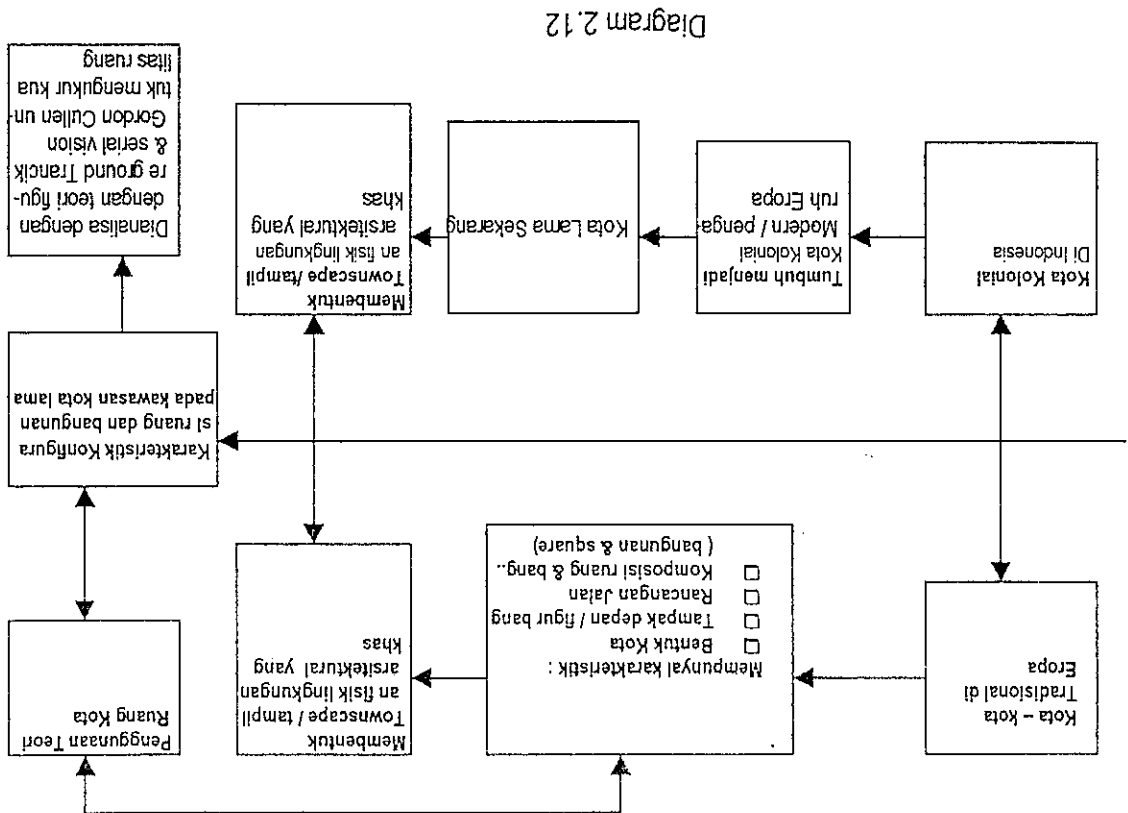 Kota – kota
Tradisional di
Eropa
Mempunyai karakteristik :
Bentuk Kota
Tampak depan / figur bang
Rancangan Jalan
Komposisi ruang & bang..
( bangunan & square)
Membentuk
Townscape / tampil
an fisik lingkungan
arsitektural yang
khas
Penggunaan Teori
Ruang Kota
Karakteristik Konfigura
si ruang dan bangunan
pada kawasan kota lama
Kota Kolonial
Di Indonesia
Tumbuh menjadi
Kota Kolonial
Modern / penga-
ruh Eropa
Kota Lama Sekarang
Membentuk
Townscape /tampil
an fisik lingkungan
arsitektural yang
khas
Dianalisa dengan
dengan teori figu-
re ground Trancik
& serial vision
Gordon Cullen un-
tuk mengukur kua
litas ruang
Diagram 2.12